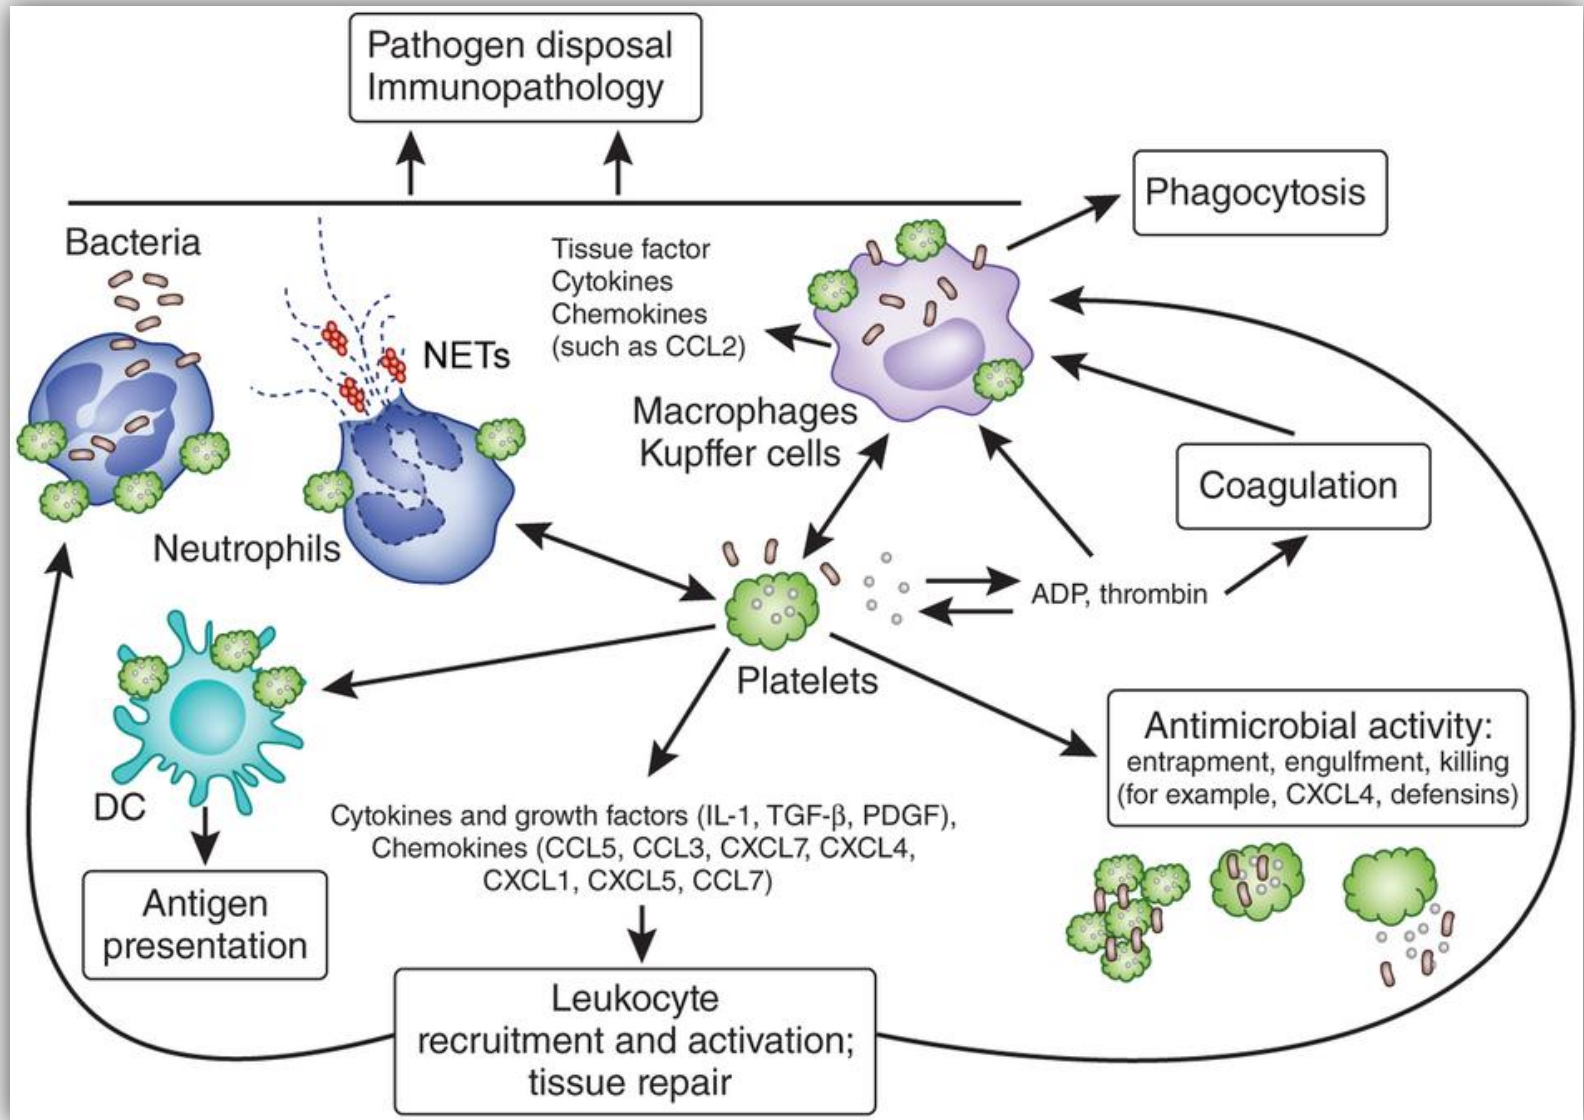 Pathogen disposal
Immunopathology
Phagocytosis
Bacteria
Tissue factor
Cytokines
Chemokines
(such as CCL2)
NETs
Macrophages
Kupffer cells
Coagulation
Neutrophils
ADP, thrombin
Platelets
Antimicrobial activity:
entrapment, engulfment, killing
(for example, CXCL4, defensins)
DC
Cytokines and growth factors (IL-1, TGF-β, PDGF),
Chemokines (CCL5, CCL3, CXCL7, CXCL4,
CXCL1, CXCL5, CCL7)
Antigen
presentation
Leukocyte
recruitment and activation;
tissue repair